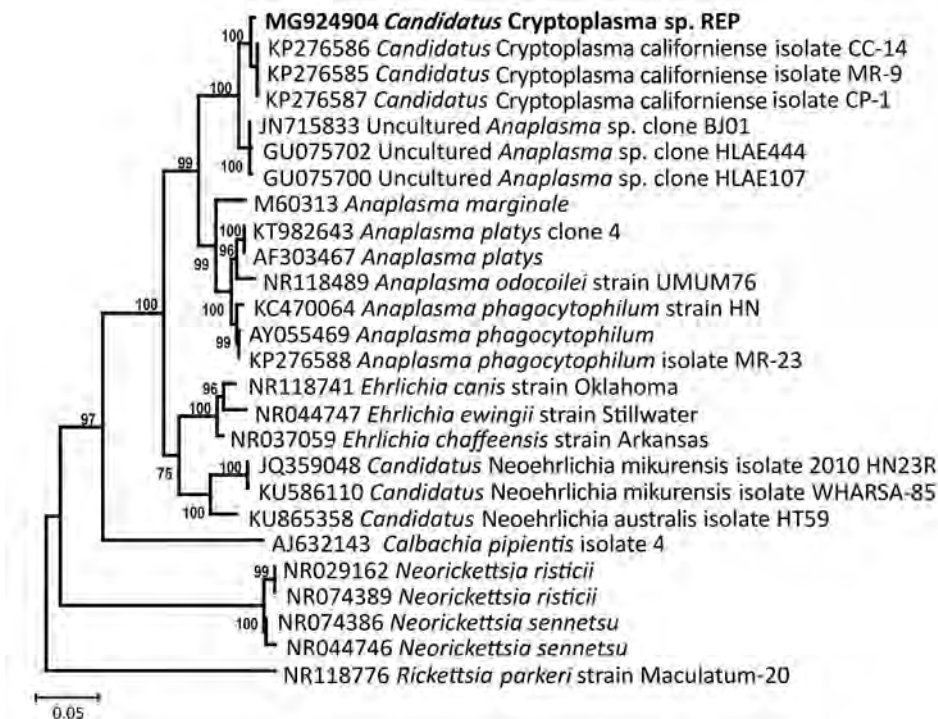 MG924904 Candidatus Cryptoplasma sp. REP
100
KP276586 Candidatus Cryptoplasma californiense isolate CC-14
KP276585 Candidatus Cryptoplasma californiense isolate MR-9
100
KP276587 Candidatus Cryptoplasma californiense isolate CP-1
JN715833 Uncultured Anaplasma sp. clone BJ01
GU075702 Uncultured Anaplasma sp. clone HLAE444
99
100
GU075700 Uncultured Anaplasma sp. clone HLAE107
M60313 Anaplasma marginale
100
KT982643 Anaplasma platys clone 4
96
99
AF303467 Anaplasma platys
NR118489 Anaplasma odocoilei strain UMUM76
100
100
KC470064 Anaplasma phagocytophilum strain HN
AY055469 Anaplasma phagocytophilum
99
KP276588 Anaplasma phagocytophilum isolate MR-23
96
NR118741 Ehrlichia canis strain Oklahoma
100
NR044747 Ehrlichia ewingii strain Stillwater
97
NR037059 Ehrlichia chaffeensis strain Arkansas
75
100
JQ359048 Candidatus Neoehrlichia mikurensis isolate 2010 HN23R
KU586110 Candidatus Neoehrlichia mikurensis isolate WHARSA-85
100
KU865358 Candidatus Neoehrlichia australis isolate HT59
AJ632143 Calbachia pipientis isolate 4
99
NR029162 Neorickettsia risticii
NR074389 Neorickettsia risticii
100
NR074386 Neorickettsia sennetsu
NR044746 Neorickettsia sennetsu
NR118776 Rickettsia parkeri strain Maculatum-20
0.05